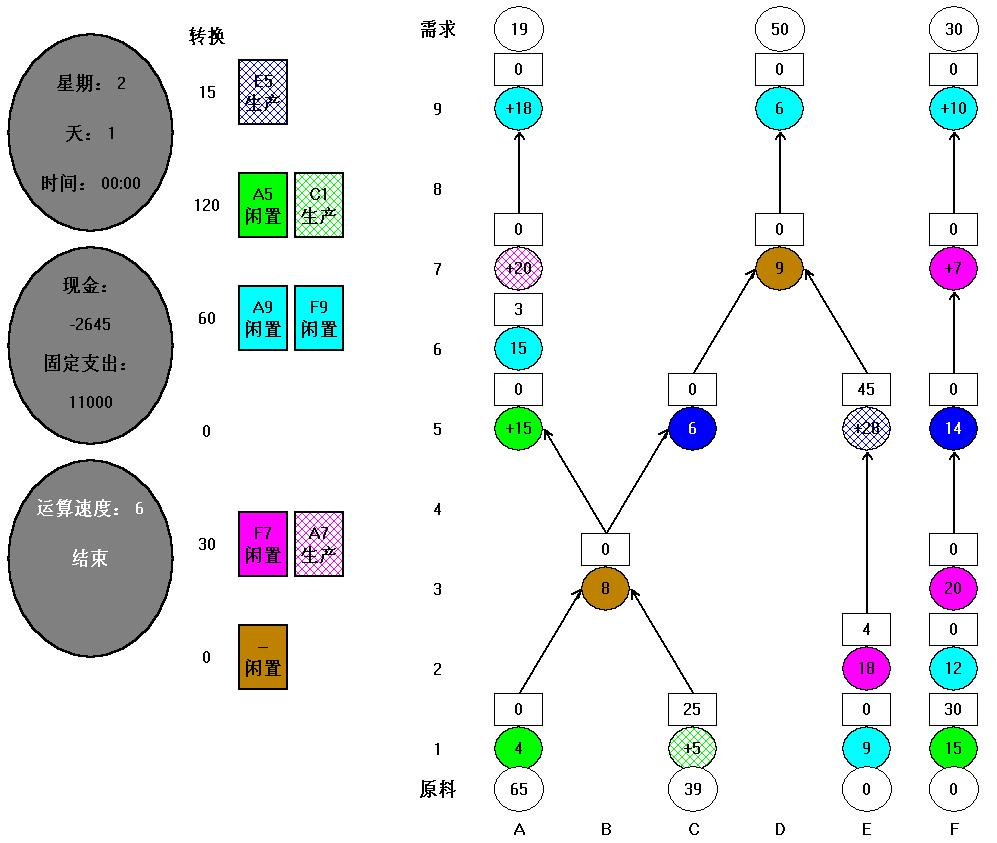 星期： 2
天： 1
时间： 00:00
现金：
-2645
固定支出：
11000
运算速度： 6
结束
转换
15
E5
生产
120
A5
闲置
C1
生产
60
A9
闲置
F9
闲置
0
30
F7
闲置
A7
生产
0
—
闲置
需求
19
50
30
0
0
0
9
+18
6
+10
8
0
0
0
7
+20
9
+7
3
6
15
0
0
45
0
5
+15
6
+28
14
4
0
0
3
8
20
4
0
2
18
12
0
25
0
30
1
4
+5
9
15
原料
65
39
0
0
A
B
C
D
E
F